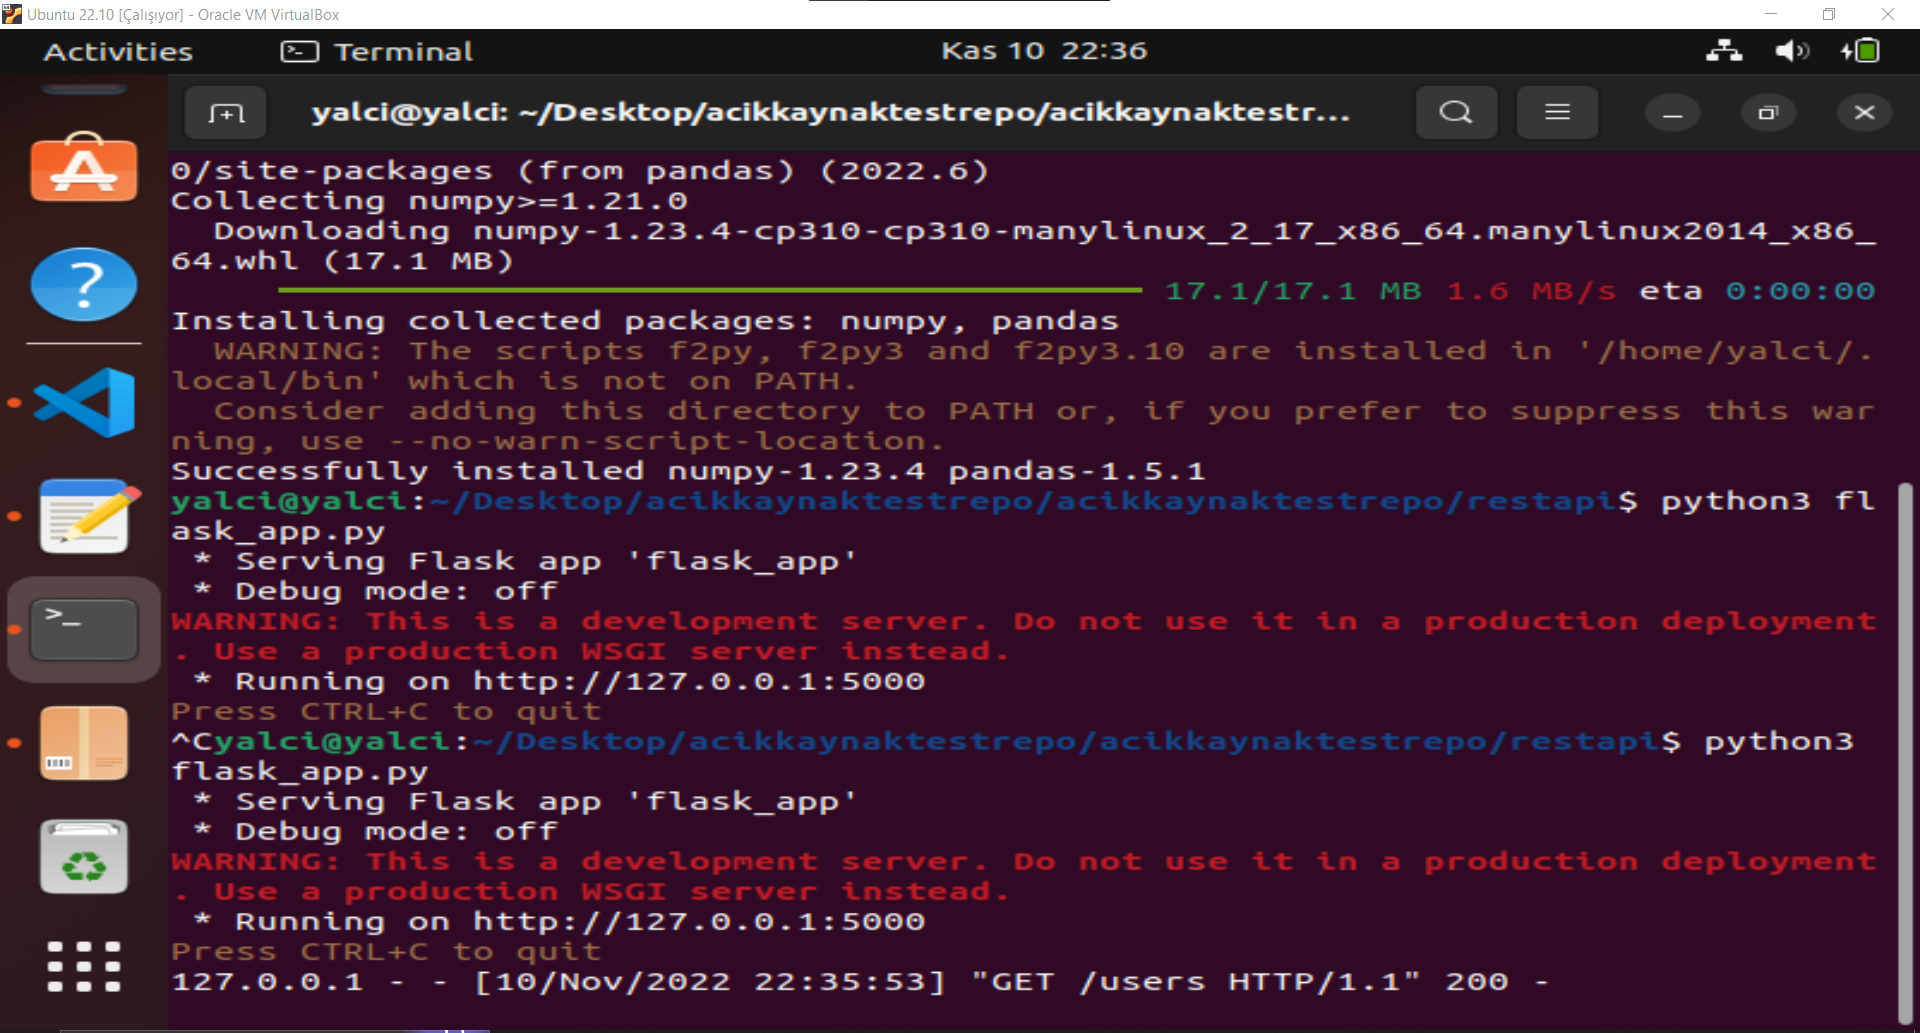 Ubuntu 22.10 [Çalışıyor] - Oracle VM VirtualBox
Activities
Terminal
Kas 10 22:36
yalci@yalci: ~/Desktop/acikkaynaktestrepo/acikkaynaktestr...
0/site-packages (from pandas) (2022.6)
Collecting numpy>=1.21.0
  Downloading numpy-1.23.4-cp310-cp310-manylinux_2_17_x86_64.manylinux2014_x86_
64.whl (17.1 MB)
17.1/17.1 MB 1.6 MB/s eta 0:00:00
Installing collected packages: numpy, pandas
  WARNING: The scripts f2py, f2py3 and f2py3.10 are installed in '/home/yalci/.
local/bin' which is not on PATH.
  Consider adding this directory to PATH or, if you prefer to suppress this war
ning, use --no-warn-script-location.
Successfully installed numpy-1.23.4 pandas-1.5.1
yalci@yalci:~/Desktop/acikkaynaktestrepo/acikkaynaktestrepo/restapi$ python3 fl
ask_app.py
 * Serving Flask app 'flask_app'
 * Debug mode: off
WARNING: This is a development server. Do not use it in a production deployment
. Use a production WSGI server instead.
 * Running on http://127.0.0.1:5000
Press CTRL+C to quit
^Cyalci@yalci:~/Desktop/acikkaynaktestrepo/acikkaynaktestrepo/restapi$ python3
flask_app.py
 * Serving Flask app 'flask_app'
 * Debug mode: off
WARNING: This is a development server. Do not use it in a production deployment
. Use a production WSGI server instead.
 * Running on http://127.0.0.1:5000
Press CTRL+C to quit
127.0.0.1 - - [10/Nov/2022 22:35:53] "GET /users HTTP/1.1" 200 -